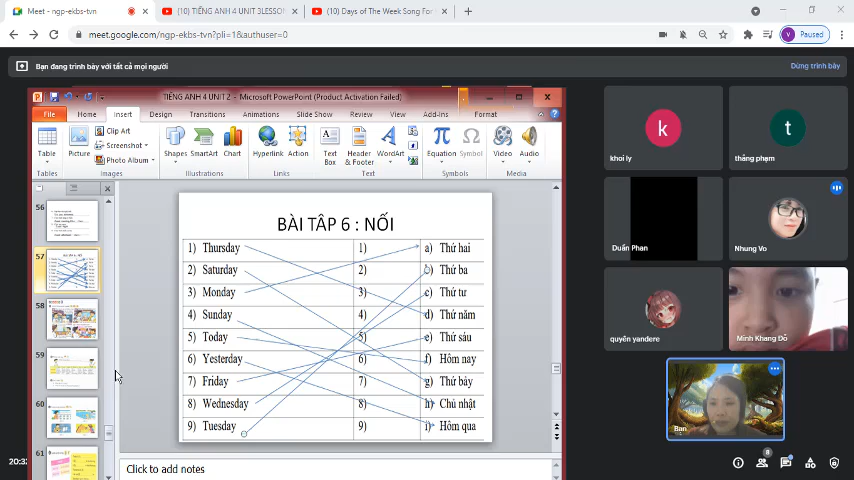 Meet - ngp-ekbs-tvn
(10) TIẾNG ANH 4 UNIT 3LESSON
(10) Days of The Week Song For
meet.google.com/ngp-ekbs-tvn?pli=1&authuser=0
V Paused
Bạn đang trình bày với tất cả mọi người
Dừng trình bày
TIẾNG ANH 4 UNIT 2 - Microsoft PowerPoint (Product Activation Failed)
File Home Insert Design Transitions Animations Slide Show Review View Add-Ins Format
Table Picture Clip Art Screenshot Photo Album Shapes SmartArt Chart Hyperlink Action Text Box Header & Footer WordArt Equation Symbol Video Audio
Tables Images Illustrations Links Text Symbols Media
56
57
58
59
60
61
BÀI TẬP 6 : NỐI
1) Thursday 1) a) Thứ hai
2) Saturday 2) b) Thứ ba
3) Monday 3) c) Thứ tư
4) Sunday 4) d) Thứ năm
5) Today 5) e) Thứ sáu
6) Yesterday 6) f) Hôm nay
7) Friday 7) g) Thứ bảy
8) Wednesday 8) h) Chủ nhật
9) Tuesday 9) i) Hôm qua
Click to add notes
k
khoi ly
t
thăng phạm
Duẩn Phan
Nhung Vo
quyên yandere
Minh Khang Đỗ
Bạn
8